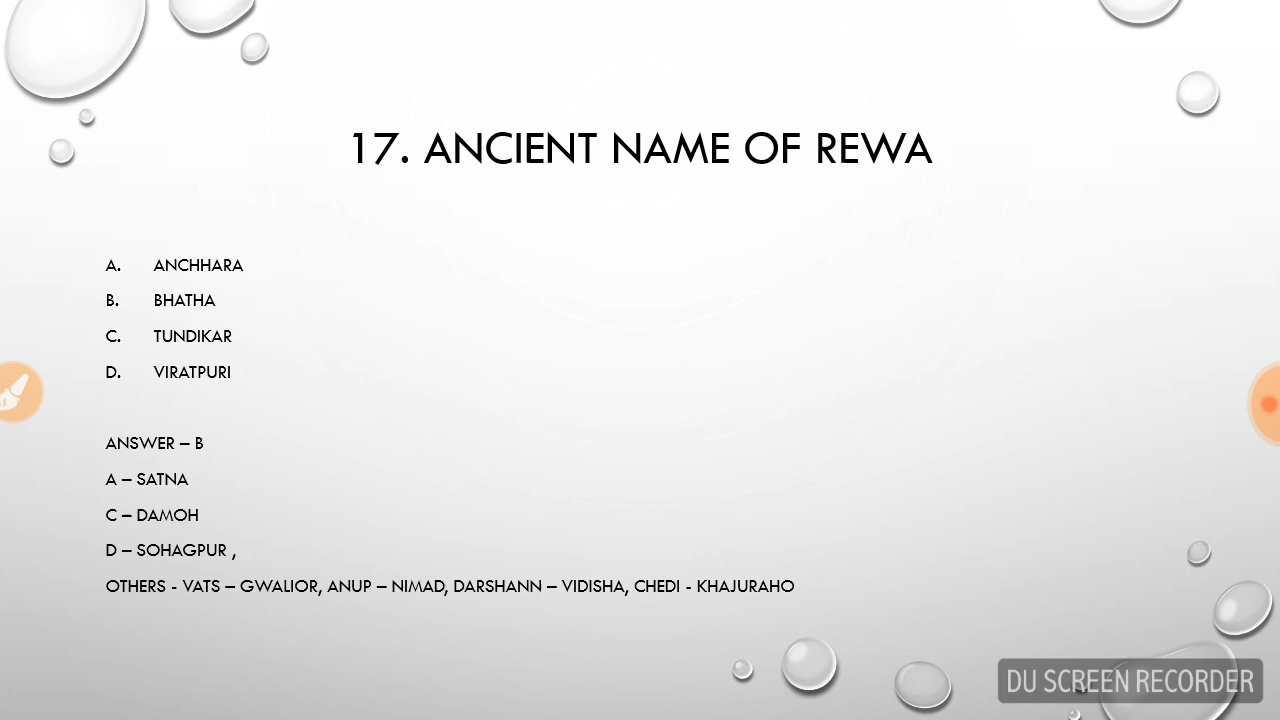 17. ANCIENT NAME OF REWA
A. ANCHHARA
B. BHATHA
C. TUNDIKAR
D. VIRATPURI
ANSWER – B
A – SATNA
C – DAMOH
D – SOHAGPUR ,
OTHERS - VATS – GWALIOR, ANUP – NIMAD, DARSHANN – VIDISHA, CHEDI - KHAJURAHO
DU SCREEN RECORDER